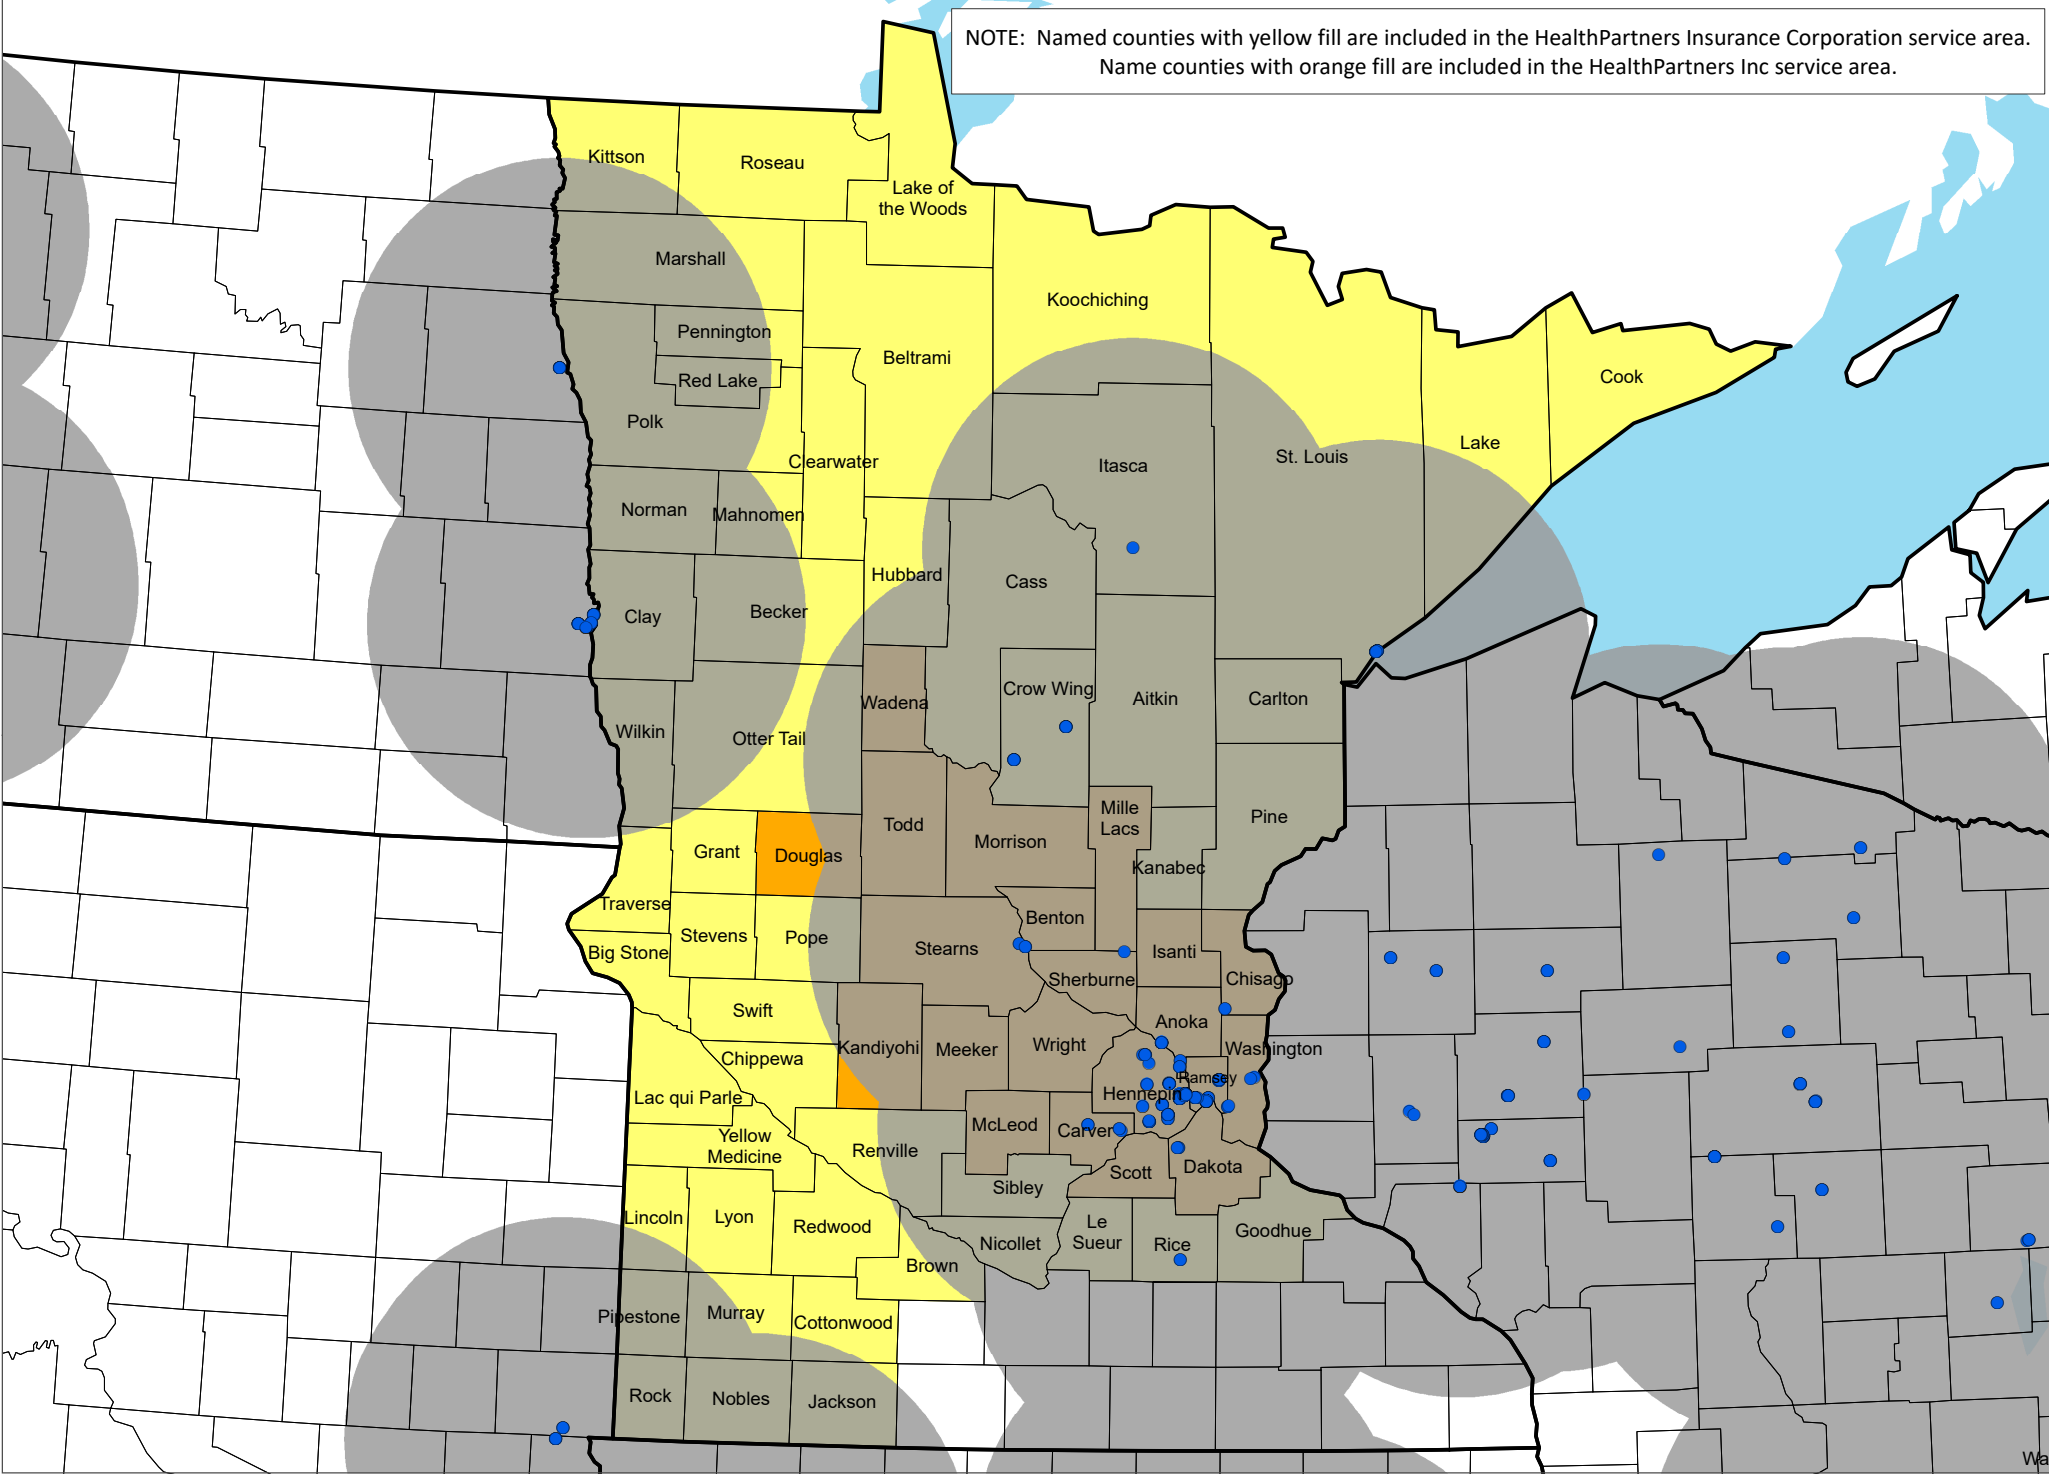 NOTE:  Named counties with yellow fill are included in the HealthPartners Insurance Corporation service area.
Name counties with orange fill are included in the HealthPartners Inc service area.
Kittson
Roseau
Lake of
the Woods
Marshall
Koochiching
Pennington
Beltrami
Red Lake
Cook
Polk
Lake
St. Louis
Clearwater
Itasca
Norman
Mahnomen
Hubbard
Cass
Clay
Becker
Crow Wing
Aitkin
Carlton
Wadena
Wilkin
Otter Tail
Mille
Lacs
Pine
Todd
Morrison
Grant
Douglas
Kanabec
Traverse
Benton
Stevens
Pope
Stearns
Isanti
Big Stone
Sherburne
Chisago
Swift
Anoka
Kandiyohi
Meeker
Wright
Washington
Chippewa
Ramsey
Hennepin
Lac qui Parle
McLeod
Carver
Yellow
Medicine
Renville
Scott
Dakota
Sibley
Lincoln
Lyon
Redwood
Le
Sueur
Goodhue
Nicollet
Rice
Brown
Pipestone
Murray
Cottonwood
Rock
Nobles
Jackson
Wa